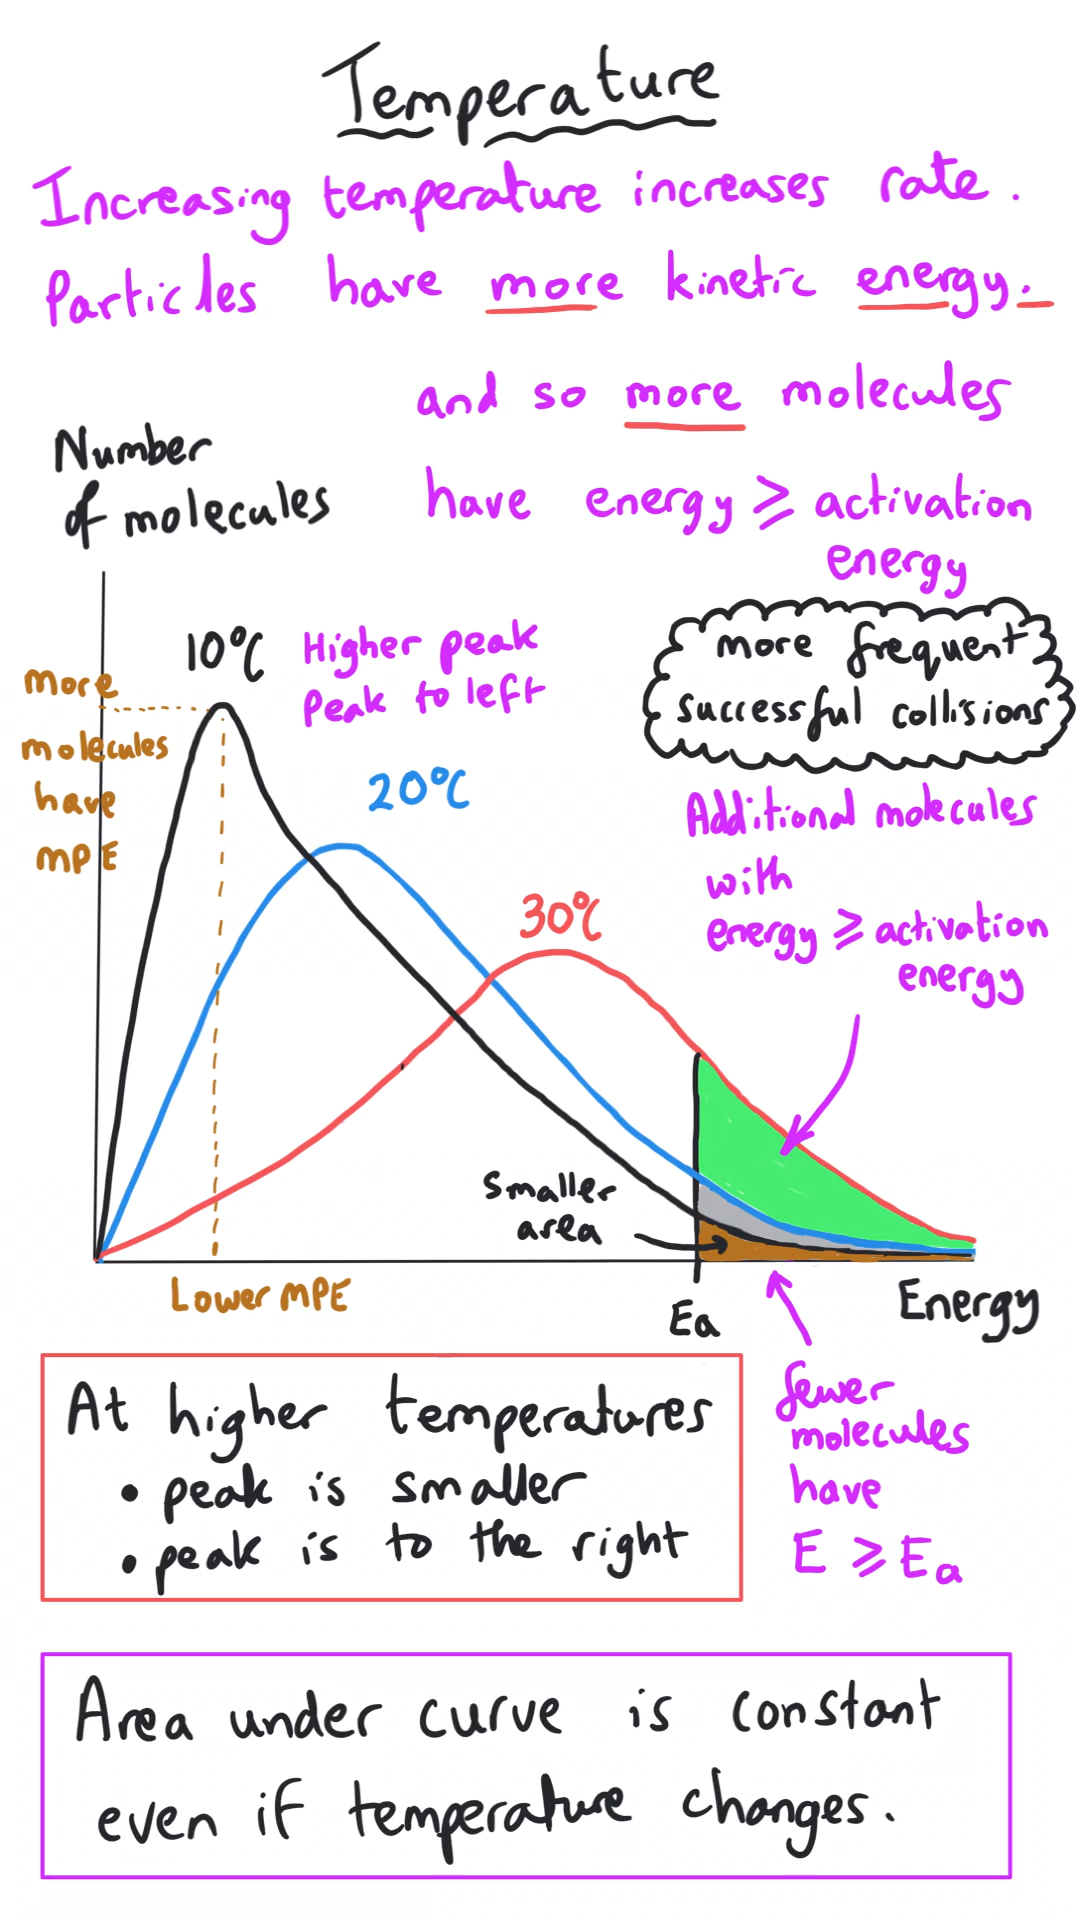 Temperature
Increasing temperature increases rate.
Particles have more kinetic energy.
and so more molecules
have energy ⩾ activation
energy
Number
of molecules
more frequent
successful collisions
10°C
Higher peak
Peak to left
more
molecules
have
MPE
20°C
Additional molecules
with
energy ⩾ activation
energy
30°C
Smaller
area
Lower MPE
Ea
Energy
fewer
molecules
have
E ⩾ Ea
At higher temperatures
• peak is smaller
• peak is to the right
Area under curve is constant
even if temperature changes.